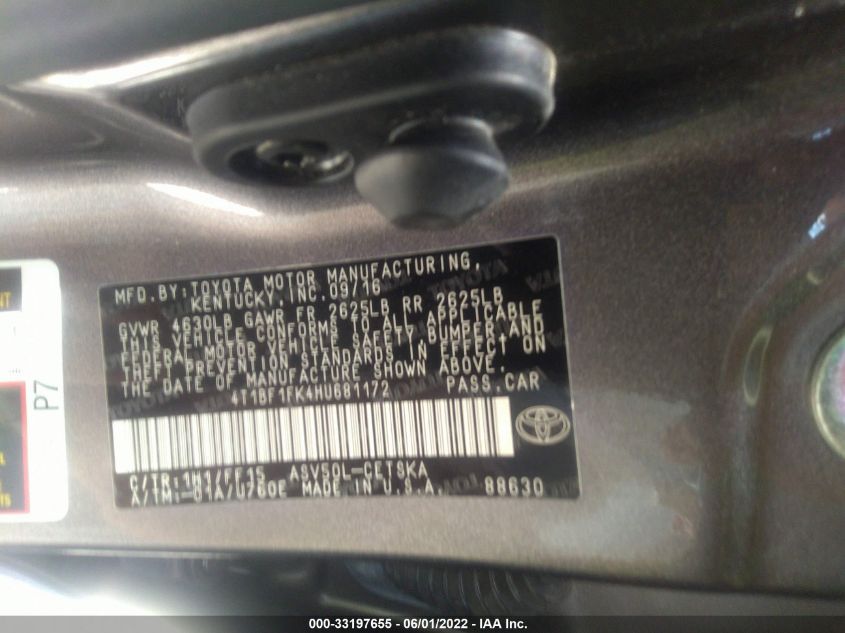 MFD. BY: TOYOTA MOTOR MANUFACTURING,
KENTUCKY, INC. 09/16
GVWR 4630LB GAWR FR 2625LB RR 2625LB
THIS VEHICLE CONFORMS TO ALL APPLICABLE
FEDERAL MOTOR VEHICLE SAFETY, BUMPER AND
THEFT PREVENTION STANDARDS IN EFFECT ON
THE DATE OF MANUFACTURE SHOWN ABOVE.
4T1BF1FK4HU681172 PASS. CAR
C/TR: 1H1/FF15 ASV50L-CETSKA
A/TM: -01A/U760E MADE IN U.S.A. 88630
P7
000-33197655 - 06/01/2022 - IAA Inc.